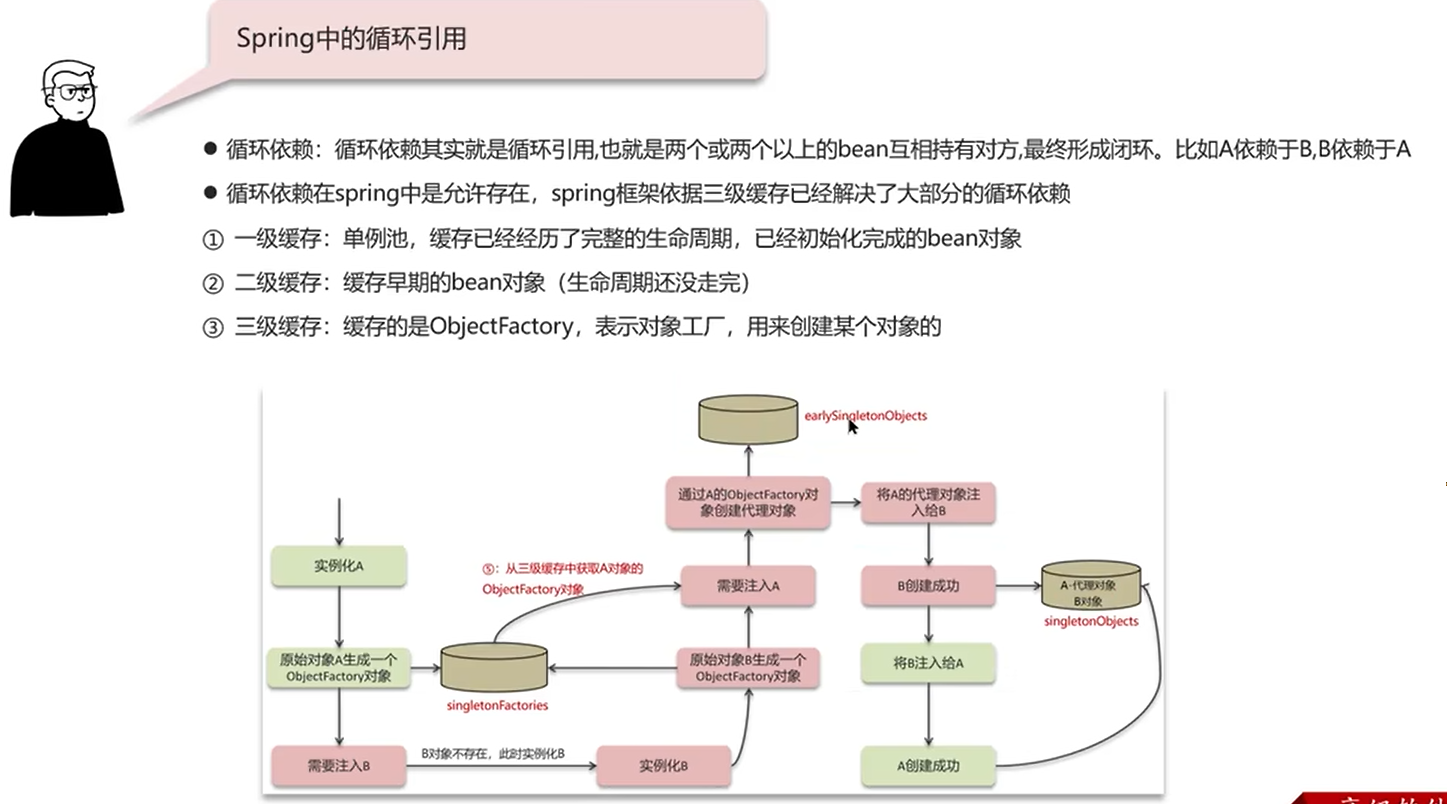 Spring中的循环引用
● 循环依赖：循环依赖其实就是循环引用,也就是两个或两个以上的bean互相持有对方,最终形成闭环。比如A依赖于B,B依赖于A
● 循环依赖在spring中是允许存在，spring框架依据三级缓存已经解决了大部分的循环依赖
① 一级缓存：单例池，缓存已经经历了完整的生命周期，已经初始化完成的bean对象
② 二级缓存：缓存早期的bean对象（生命周期还没走完）
③ 三级缓存：缓存的是ObjectFactory，表示对象工厂，用来创建某个对象的
earlySingletonObjects
通过A的ObjectFactory对
象创建代理对象
将A的代理对象注
入给B
实例化A
⑤：从三级缓存中获取A对象的
ObjectFactory对象
需要注入A
B创建成功
A-代理对象
B对象
singletonObjects
原始对象A生成一个
ObjectFactory对象
singletonFactories
原始对象B生成一个
ObjectFactory对象
将B注入给A
需要注入B
B对象不存在，此时实例化B
实例化B
A创建成功